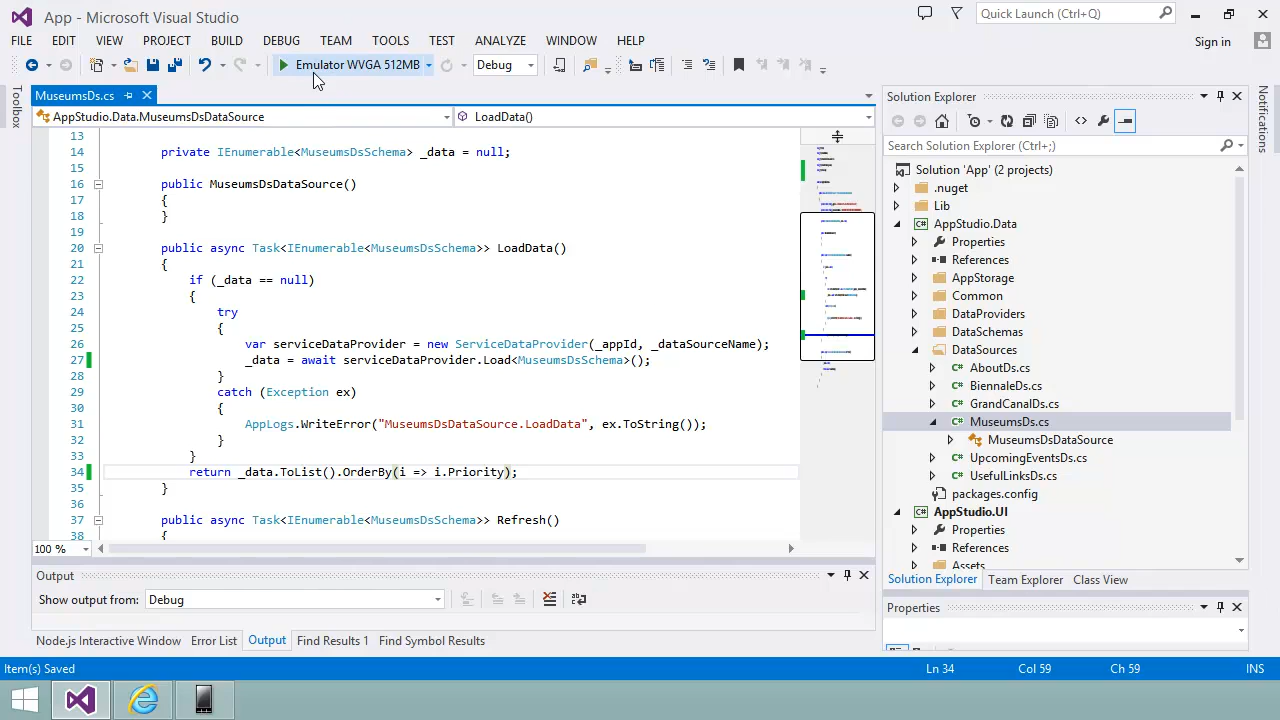 App - Microsoft Visual Studio
Quick Launch (Ctrl+Q)
FILE EDIT VIEW PROJECT BUILD DEBUG TEAM TOOLS TEST ANALYZE WINDOW HELP
Sign in
Emulator WVGA 512MB
Debug
Toolbox
MuseumsDs.cs
AppStudio.Data.MuseumsDsDataSource
LoadData()
13
14 private IEnumerable<MuseumsDsSchema> _data = null;
15
16 public MuseumsDsDataSource()
17 {
18 }
19
20 public async Task<IEnumerable<MuseumsDsSchema>> LoadData()
21 {
22 if (_data == null)
23 {
24 try
25 {
26 var serviceDataProvider = new ServiceDataProvider(_appId, _dataSourceName);
27 _data = await serviceDataProvider.Load<MuseumsDsSchema>();
28 }
29 catch (Exception ex)
30 {
31 AppLogs.WriteError("MuseumsDsDataSource.LoadData", ex.ToString());
32 }
33 }
34 return _data.ToList().OrderBy(i => i.Priority);
35 }
36
37 public async Task<IEnumerable<MuseumsDsSchema>> Refresh()
38 {
100 %
Output
Show output from: Debug
Node.js Interactive Window Error List Output Find Results 1 Find Symbol Results
Solution Explorer
Search Solution Explorer (Ctrl+;)
Solution 'App' (2 projects)
.nuget
Lib
AppStudio.Data
Properties
References
AppStorage
Common
DataProviders
DataSchemas
DataSources
AboutDs.cs
BiennaleDs.cs
GrandCanalDs.cs
MuseumsDs.cs
MuseumsDsDataSource
UpcomingEventsDs.cs
UsefulLinksDs.cs
packages.config
AppStudio.UI
Properties
References
Assets
Solution Explorer Team Explorer Class View
Properties
Notifications
Item(s) Saved
Ln 34 Col 59 Ch 59 INS